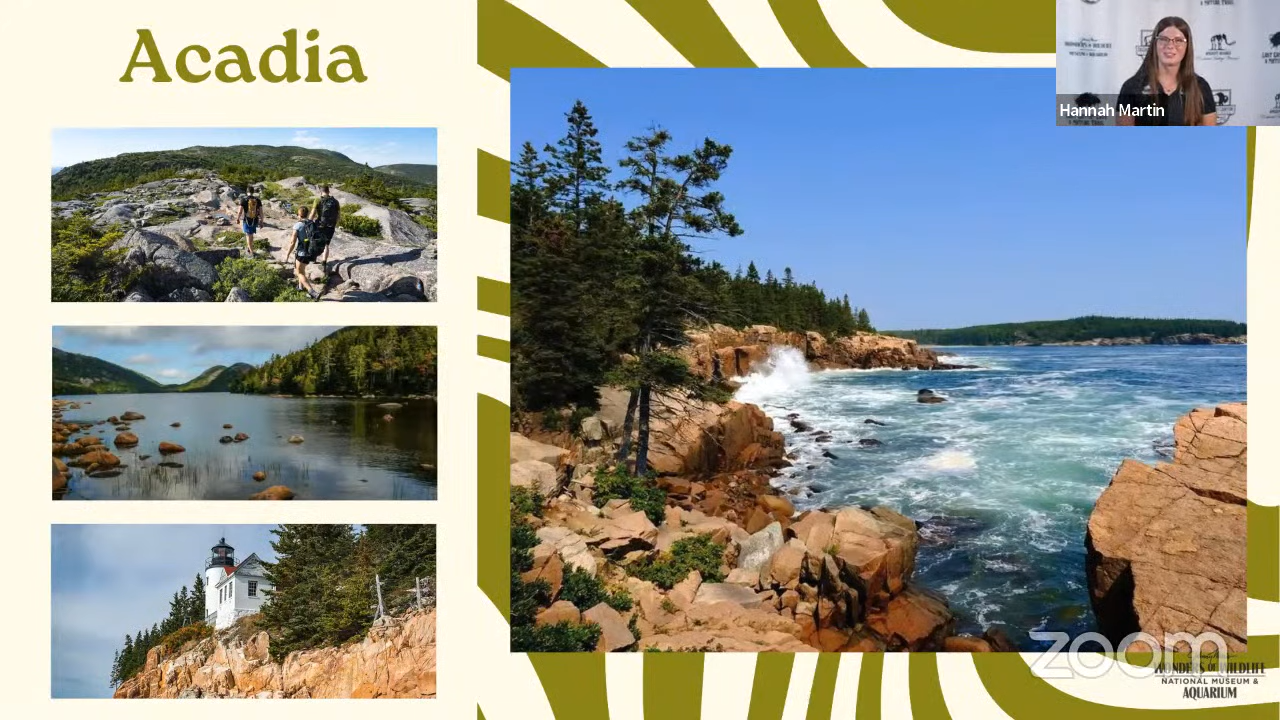 Acadia
Hannah Martin
zoom
WONDERS OF WILDLIFE
NATIONAL MUSEUM &
AQUARIUM